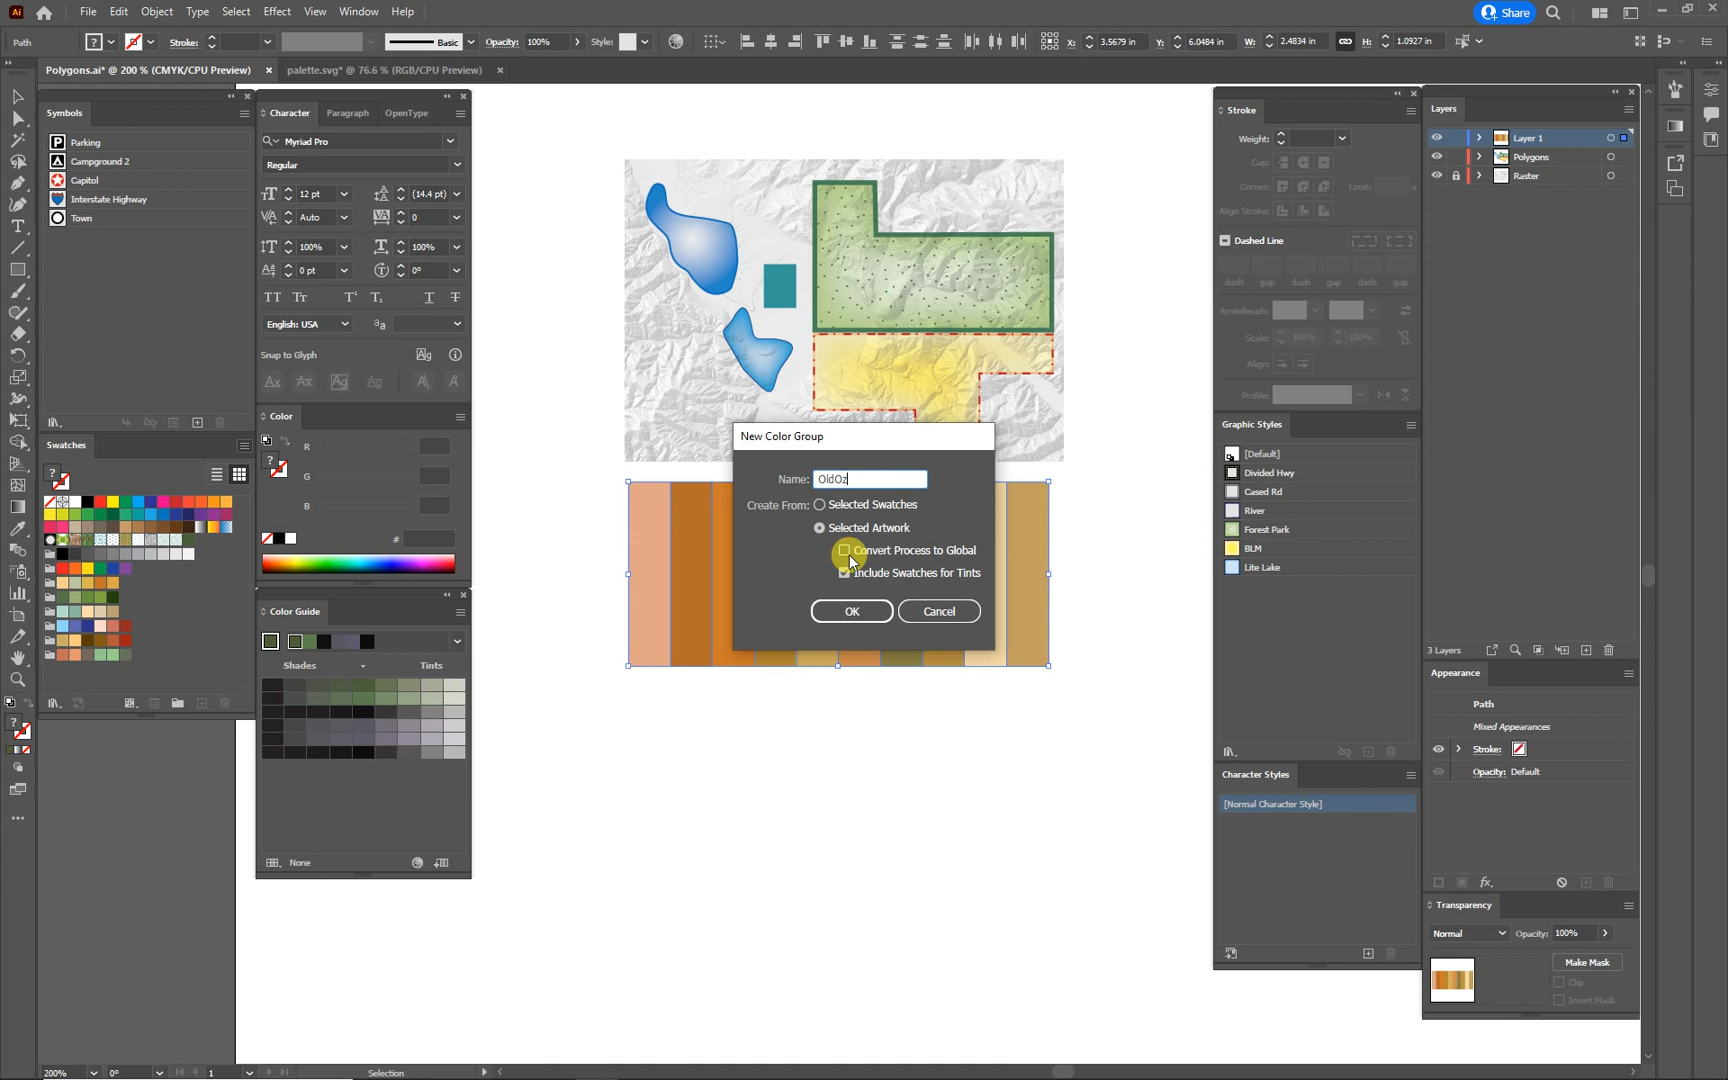 Ai File Edit Object Type Select Effect View Window Help Share
Path ? Stroke: Basic Opacity: 100% Style: X: 3.5679 in Y: 6.0484 in W: 2.4834 in H: 1.0927 in
Polygons.ai* @ 200 % (CMYK/CPU Preview) × palette.svg* @ 76.6 % (RGB/CPU Preview) ×
Symbols
Parking
Campground 2
Capitol
Interstate Highway
Town
Swatches
Character Paragraph OpenType
Myriad Pro
Regular
12 pt (14.4 pt)
Auto 0
100% 100%
0 pt 0°
English: USA
Snap to Glyph
Color
R
G
B
#
Color Guide
Shades Tints
None
New Color Group
Name: OldOz
Create From: Selected Swatches
Selected Artwork
Convert Process to Global
Include Swatches for Tints
OK Cancel
Stroke
Weight:
Cap:
Corner: Limit: x
Align Stroke:
Dashed Line
dash gap dash gap dash gap
Arrowheads:
Scale: 100% 100%
Align:
Profile:
Graphic Styles
[Default]
Divided Hwy
Cased Rd
River
Forest Park
BLM
Lite Lake
Character Styles
[Normal Character Style]
Layers
Layer 1
Polygons
Raster
3 Layers
Appearance
Path
Mixed Appearances
Stroke:
Opacity: Default
fx
Transparency
Normal Opacity: 100%
Make Mask
Clip
Invert Mask
200% 0° 1 Selection